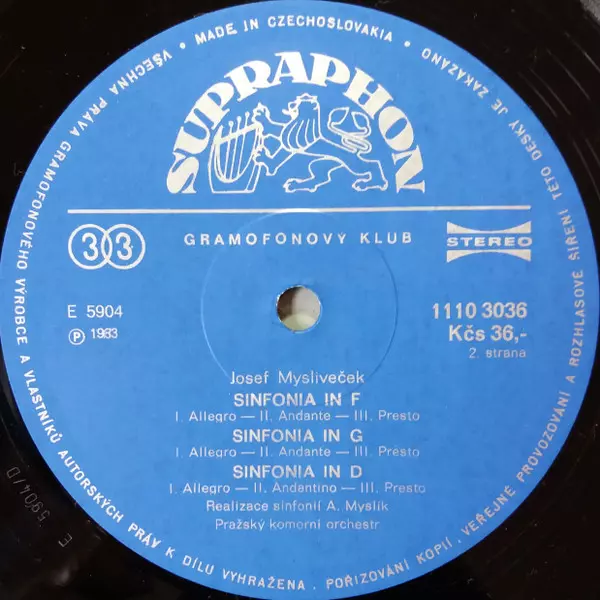 MADE IN CZECHOSLOVAKIA • VŠECHNA PRÁVA GRAMOFONOVÉHO VÝROBCE A VLASTNÍKŮ AUTORSKÝCH PRÁV K DÍLU VYHRAŽENA . POŘIZOVÁNÍ KOPIÍ . VEŘEJNÉ PROVOZOVÁNÍ A ROZHLASOVÉ ŠÍŘENÍ TÉTO DESKY JE ZAKÁZÁNO •
SUPRAPHON
33
GRAMOFONOVÝ KLUB
STEREO
E 5904
1110 3036
Ⓟ 1983
Kčs 36,-
2. strana
Josef Mysliveček
SINFONIA IN F
I. Allegro — II. Andante — III. Presto
SINFONIA IN G
I. Allegro — II. Andante — III. Presto
SINFONIA IN D
I. Allegro — II. Andantino — III. Presto
Realizace sinfonií A. Myslík
Pražský komorní orchestr
E 5904/D